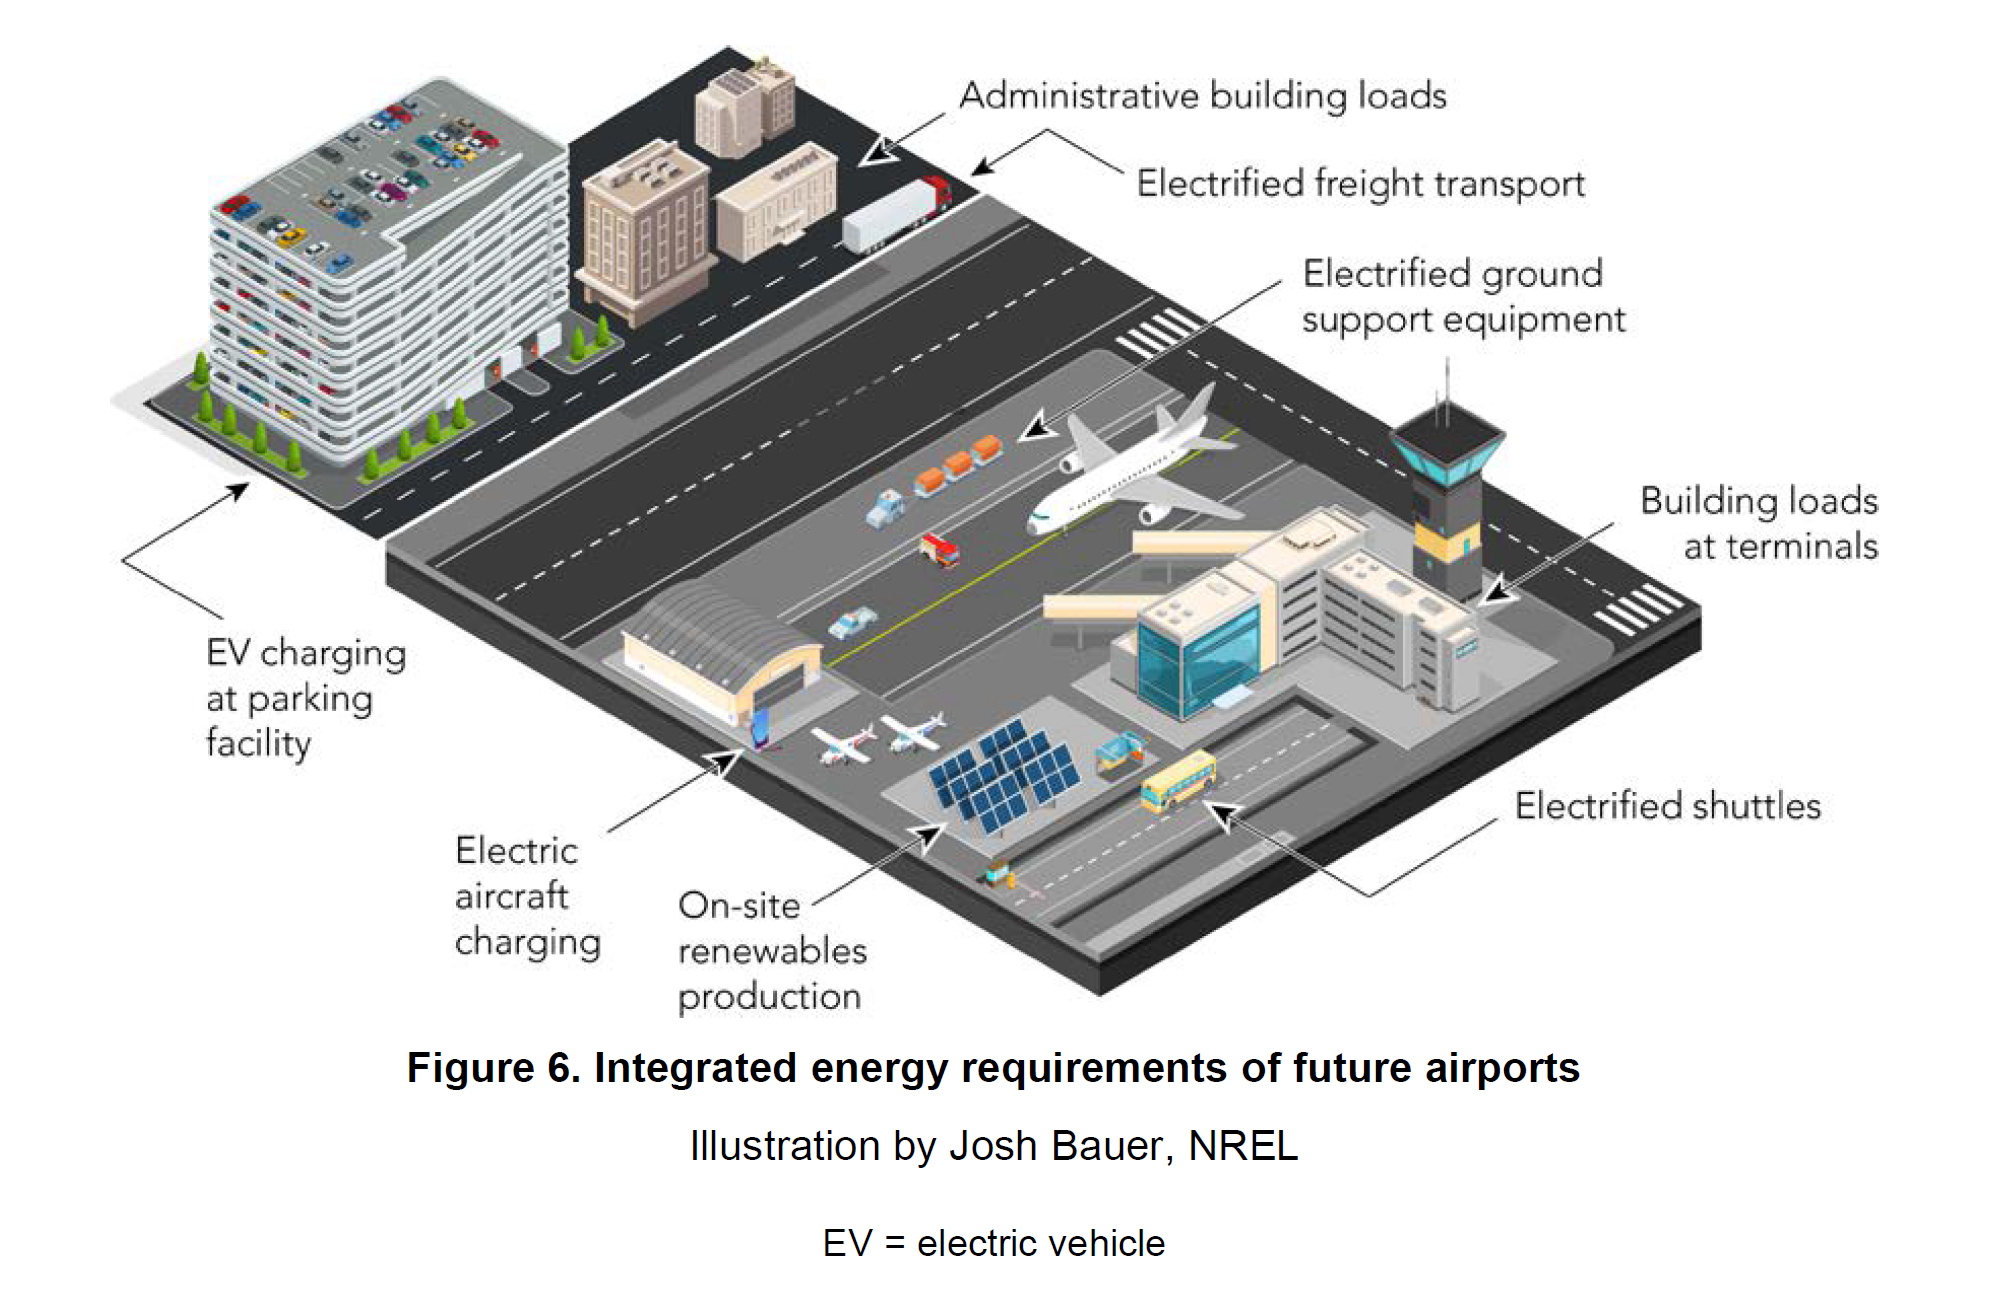 Administrative building loads
Electrified freight transport
Electrified ground
support equipment
Building loads
at terminals
EV charging
at parking
facility
Electrified shuttles
Electric
aircraft
charging
On-site
renewables
production
Figure 6. Integrated energy requirements of future airports
Illustration by Josh Bauer, NREL
EV = electric vehicle